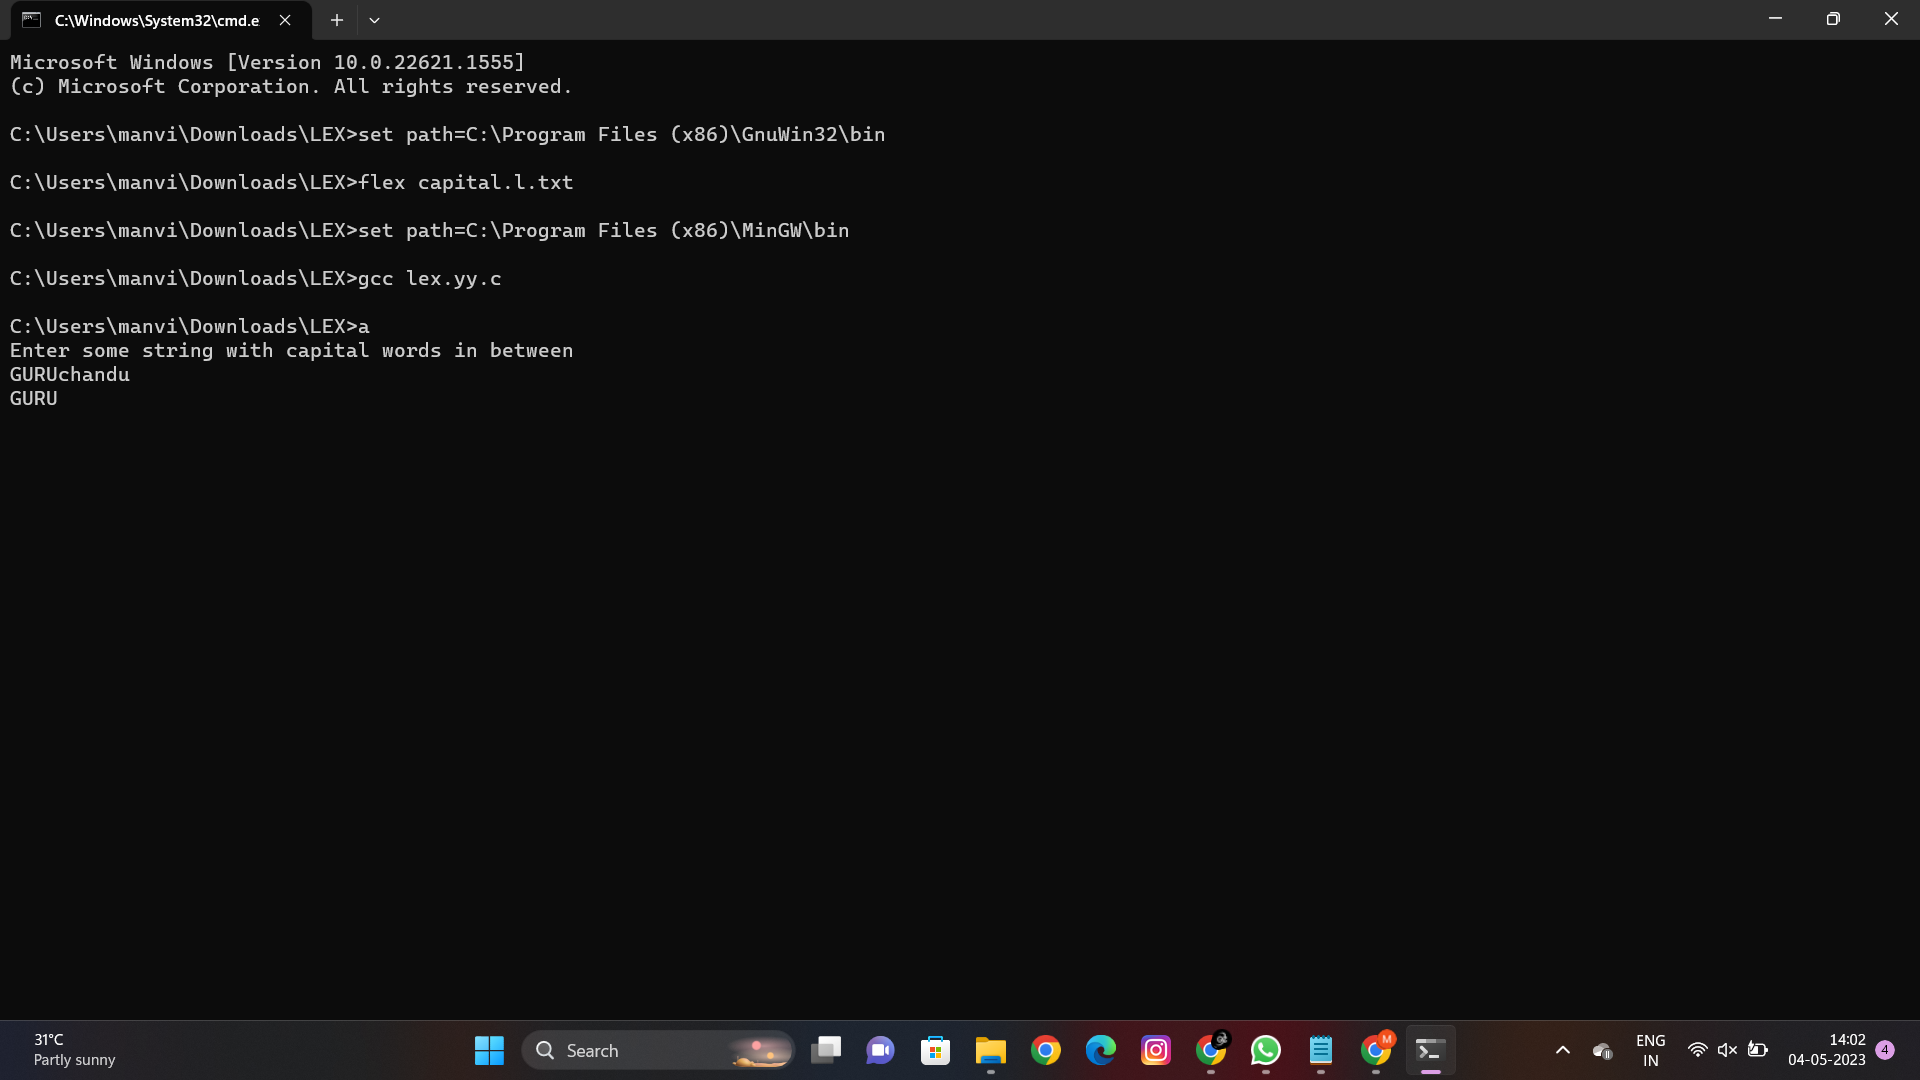 C:\Windows\System32\cmd.e
Microsoft Windows [Version 10.0.22621.1555]
(c) Microsoft Corporation. All rights reserved.
C:\Users\manvi\Downloads\LEX>set path=C:\Program Files (x86)\GnuWin32\bin
C:\Users\manvi\Downloads\LEX>flex capital.l.txt
C:\Users\manvi\Downloads\LEX>set path=C:\Program Files (x86)\MinGW\bin
C:\Users\manvi\Downloads\LEX>gcc lex.yy.c
C:\Users\manvi\Downloads\LEX>a
Enter some string with capital words in between
GURUchandu
GURU
31°C
Partly sunny
Search
M
ENG
IN
14:02
04-05-2023
4